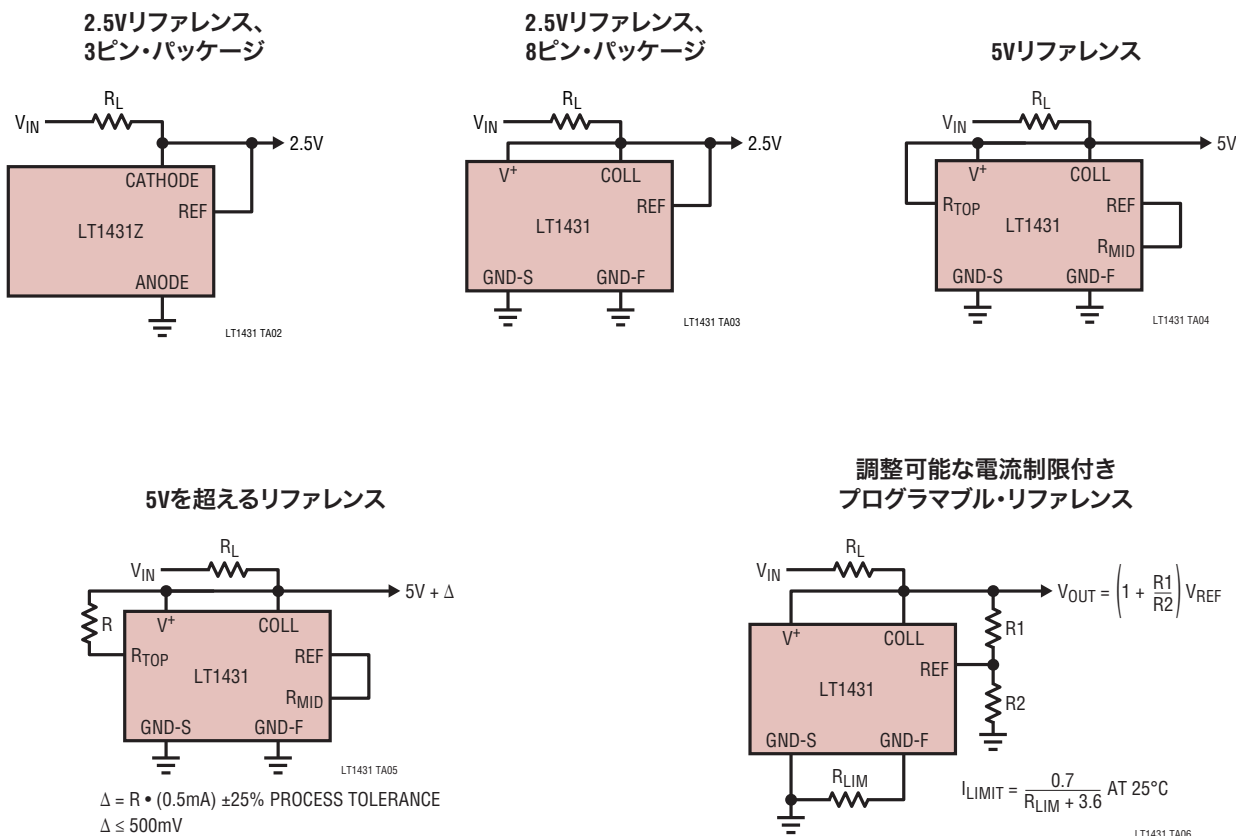 2.5Vリファレンス、
3ピン・パッケージ
VIN
RL
2.5V
CATHODE
REF
LT1431Z
ANODE
LT1431 TA02
2.5Vリファレンス、
8ピン・パッケージ
VIN
RL
2.5V
V+
COLL
REF
LT1431
GND-S
GND-F
LT1431 TA03
5Vリファレンス
VIN
RL
5V
V+
COLL
RTOP
REF
LT1431
RMID
GND-S
GND-F
LT1431 TA04
5Vを超えるリファレンス
VIN
RL
5V + Δ
R
V+
COLL
RTOP
REF
LT1431
RMID
GND-S
GND-F
LT1431 TA05
Δ = R • (0.5mA) ±25% PROCESS TOLERANCE
Δ ≤ 500mV
調整可能な電流制限付き
プログラマブル・リファレンス
VIN
RL
VOUT = (1 + R1/R2) VREF
V+
COLL
R1
REF
LT1431
R2
GND-S
GND-F
RLIM
ILIMIT = 0.7/(RLIM + 3.6) AT 25°C
LT1431 TA06